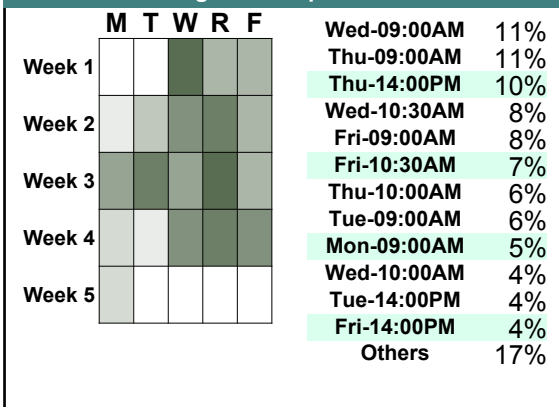 M T W R F
Week 1
Week 2
Week 3
Week 4
Week 5
Wed-09:00AM 11%
Thu-09:00AM 11%
Thu-14:00PM 10%
Wed-10:30AM 8%
Fri-09:00AM 8%
Fri-10:30AM 7%
Thu-10:00AM 6%
Tue-09:00AM 6%
Mon-09:00AM 5%
Wed-10:00AM 4%
Tue-14:00PM 4%
Fri-14:00PM 4%
Others 17%